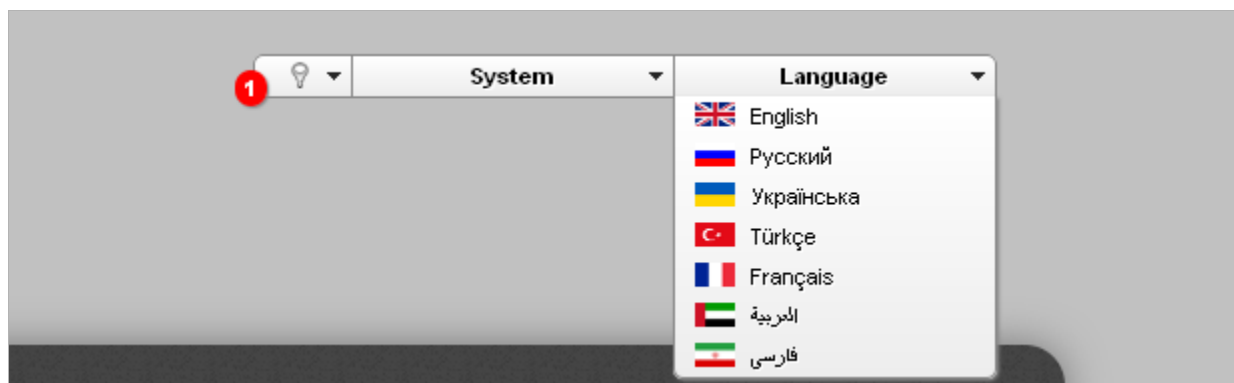 1
System
Language
English
Русский
Українська
Türkçe
Français
العربية
فارسی